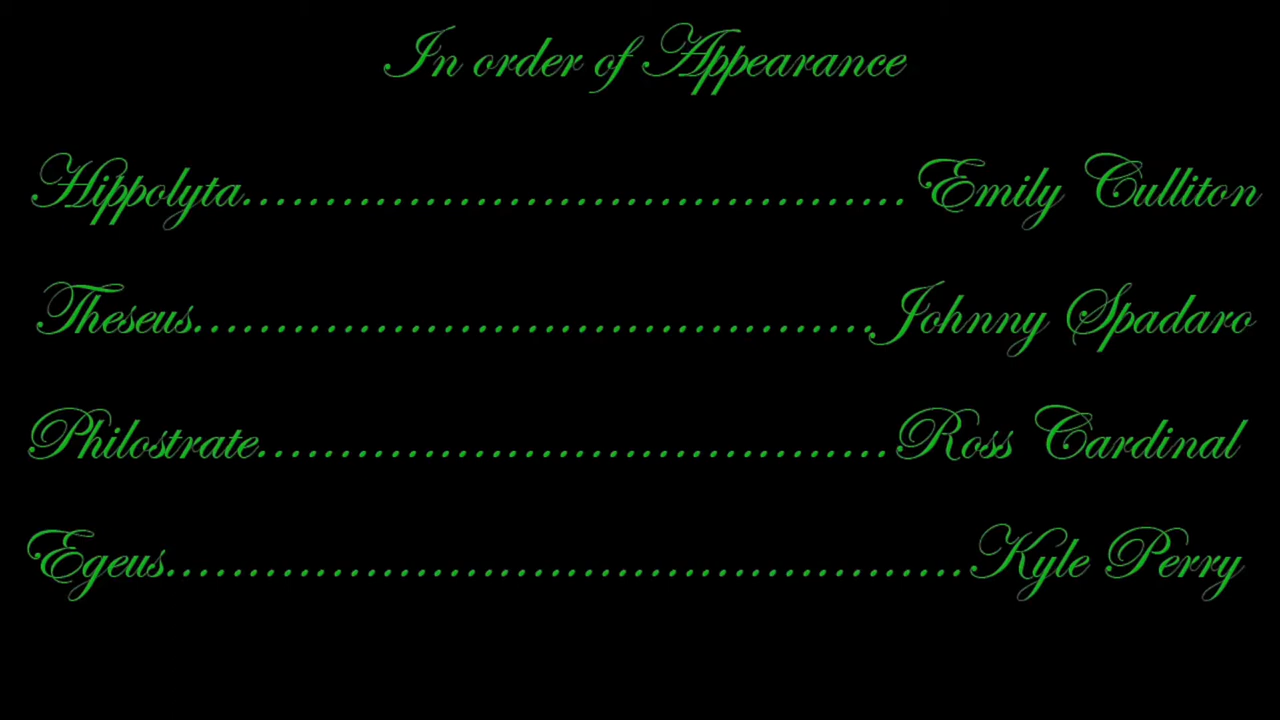 In order of Appearance
Hippolyta........................................... Emily Culliton
Theseus............................................Johnny Spadaro
Philostrate.........................................Ross Cardinal
Egeus....................................................Kyle Perry